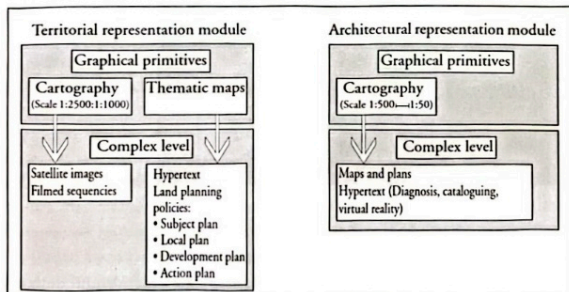 Territorial representation module
Graphical primitives
Cartography
(Scale 1:2500:1:1000)
Thematic maps
Complex level
Satellite images
Filmed sequencies
Hypertext
Land planning
policies:
• Subject plan
• Local plan
• Development plan
• Action plan
Architectural representation module
Graphical primitives
Cartography
(Scale 1:500⟼1:50)
Complex level
Maps and plans
Hypertext (Diagnosis, cataloguing,
virtual reality)